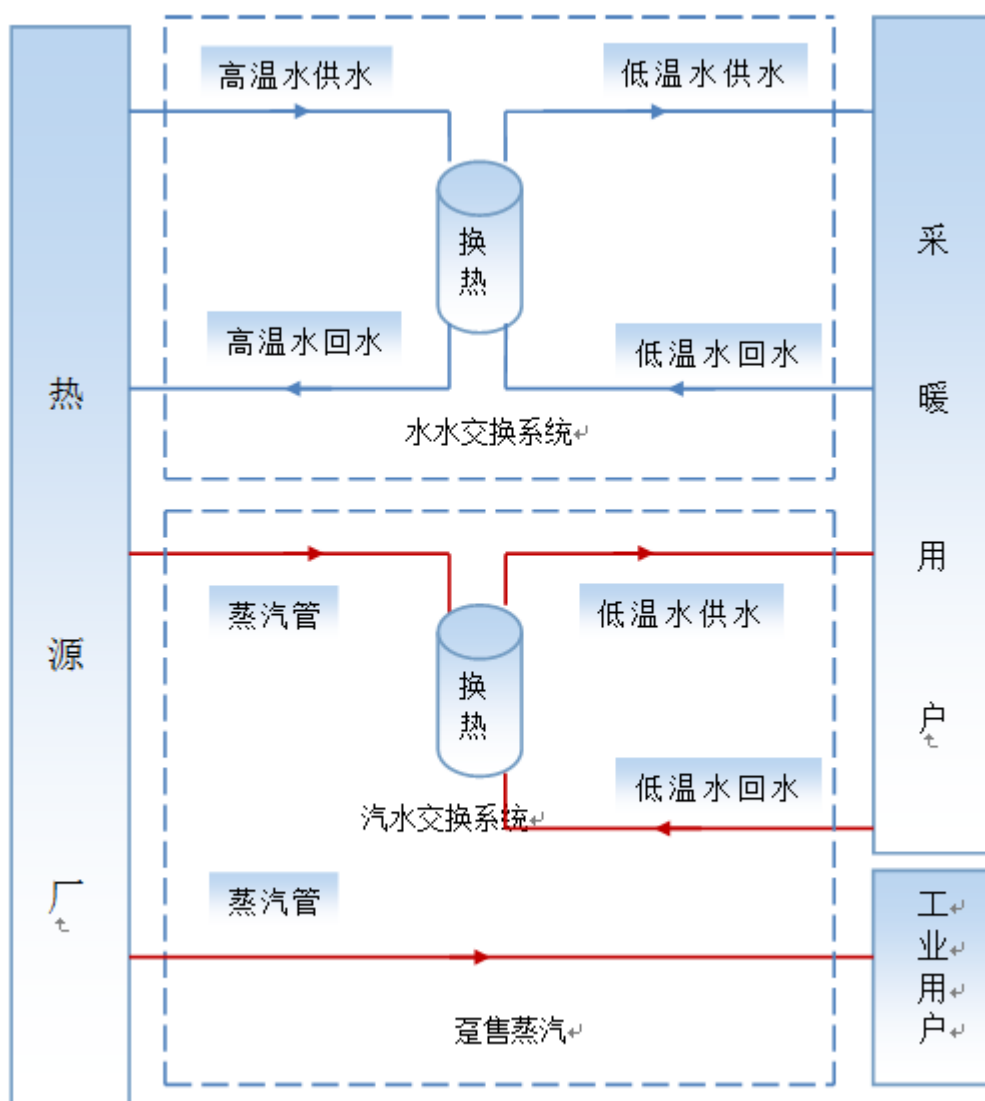 热源厂
高温水供水
低温水供水
换热
高温水回水
低温水回水
水水交换系统
采暖用户
蒸汽管
低温水供水
换热
低温水回水
汽水交换系统
蒸汽管
趸售蒸汽
工业用户